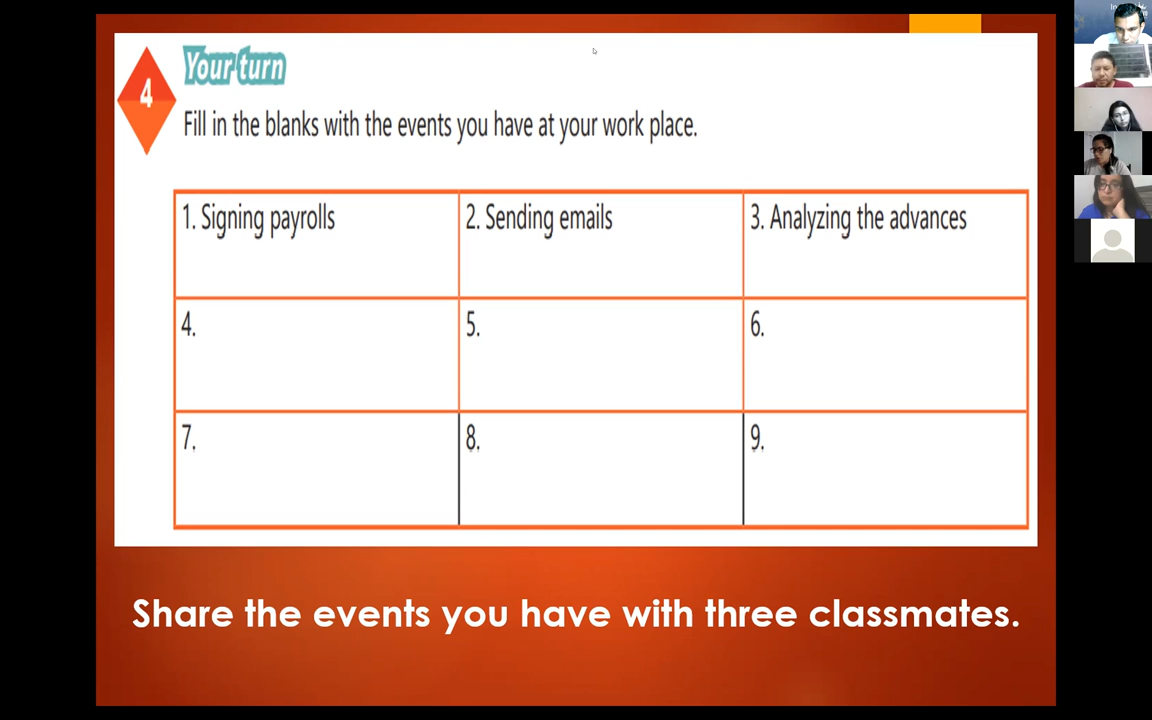 4
Your turn
Fill in the blanks with the events you have at your work place.
1. Signing payrolls
2. Sending emails
3. Analyzing the advances
4.
5.
6.
7.
8.
9.
Share the events you have with three classmates.